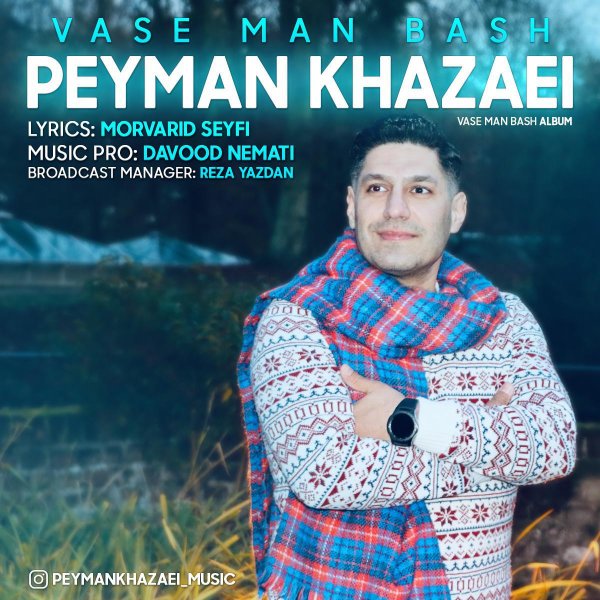 VASE MAN BASH
PEYMAN KHAZAEI
VASE MAN BASH ALBUM
LYRICS: MORVARID SEYFI
MUSIC PRO: DAVOOD NEMATI
BROADCAST MANAGER: REZA YAZDAN
PEYMANKHAZAEI_MUSIC